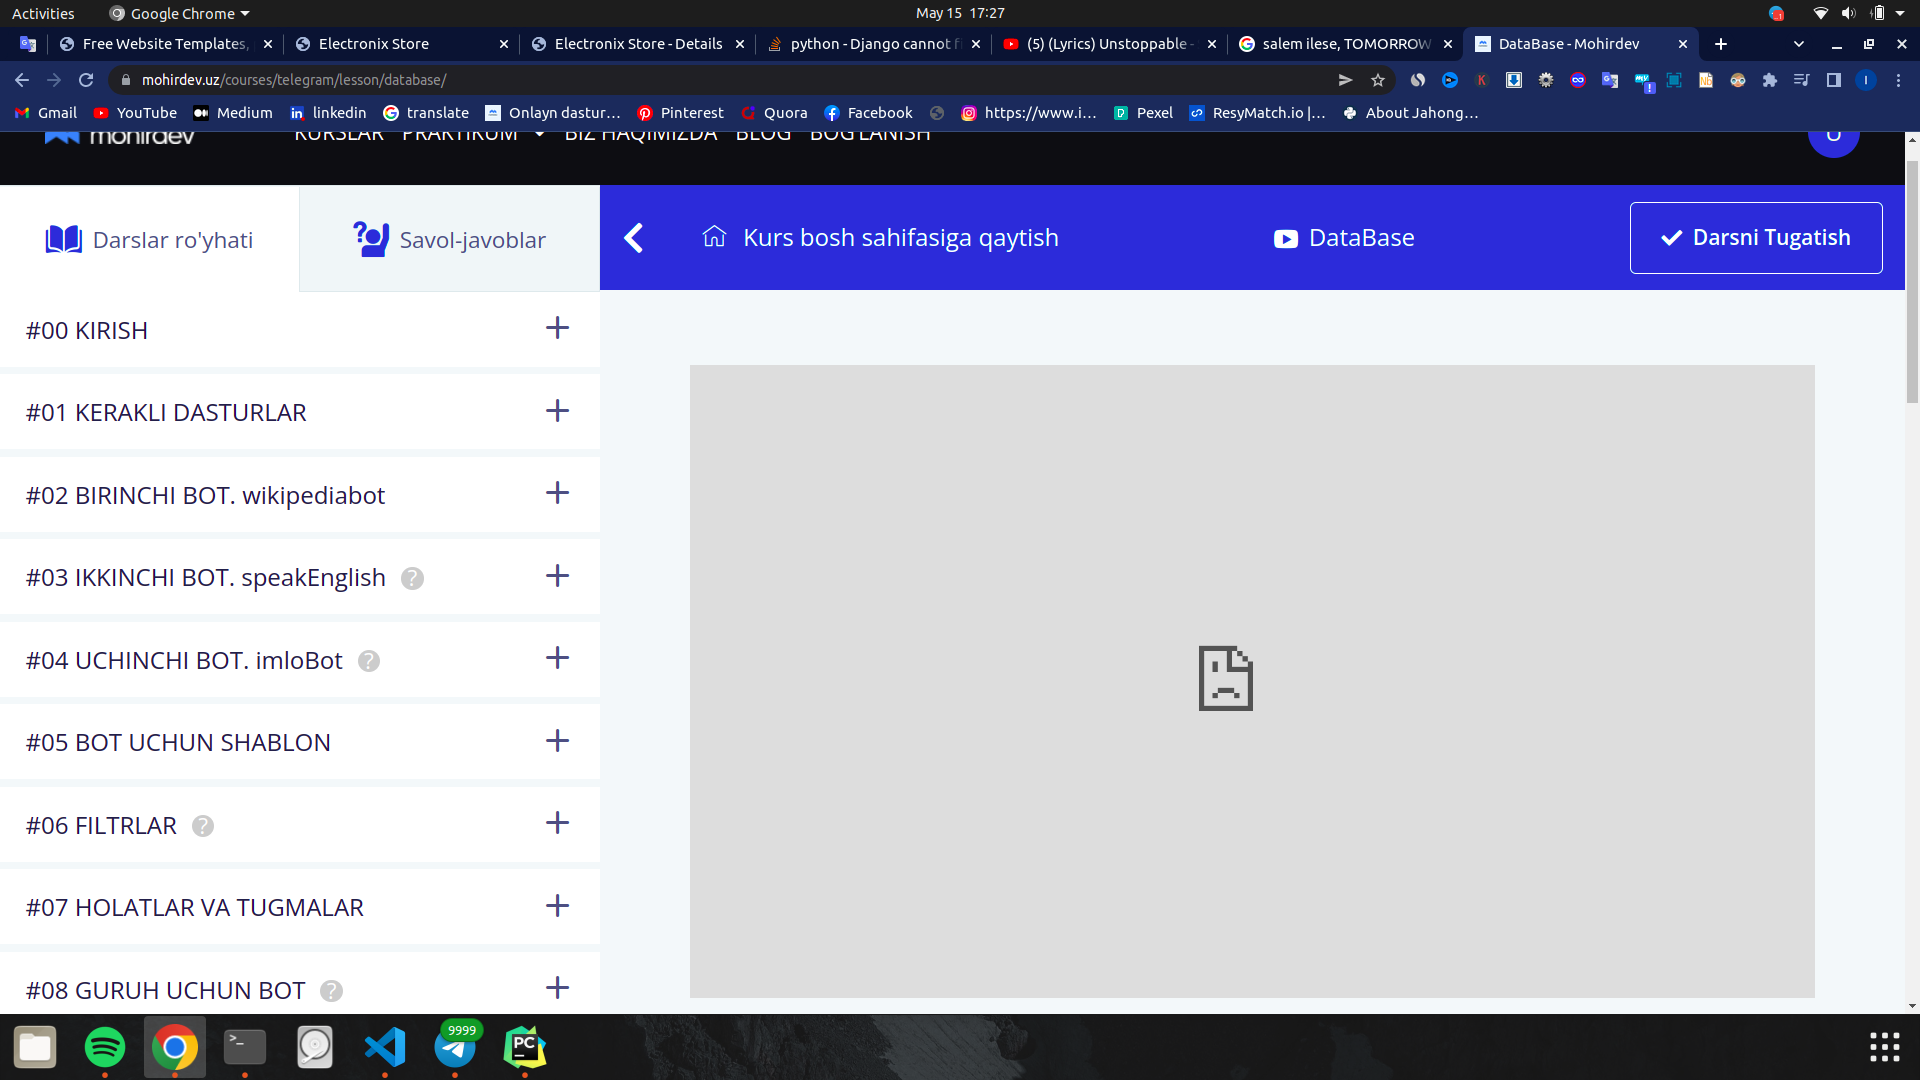 Activities
Google Chrome
May 15 17:27
Free Website Templates,
Electronix Store
Electronix Store - Details
python - Django cannot f
(5) (Lyrics) Unstoppable -
salem ilese, TOMORROW
DataBase - Mohirdev
mohirdev.uz/courses/telegram/lesson/database/
Gmail
YouTube
Medium
linkedin
translate
Onlayn dastur…
Pinterest
Quora
Facebook
https://www.i…
Pexel
ResyMatch.io |…
About Jahong…
mohirdev
KURSLAR
PRAKTIKUM
BIZ HAQIMIZDA
BLOG
BOG'LANISH
Darslar ro'yhati
Savol-javoblar
Kurs bosh sahifasiga qaytish
DataBase
Darsni Tugatish
#00 KIRISH
#01 KERAKLI DASTURLAR
#02 BIRINCHI BOT. wikipediabot
#03 IKKINCHI BOT. speakEnglish
#04 UCHINCHI BOT. imloBot
#05 BOT UCHUN SHABLON
#06 FILTRLAR
#07 HOLATLAR VA TUGMALAR
#08 GURUH UCHUN BOT
9999
PC